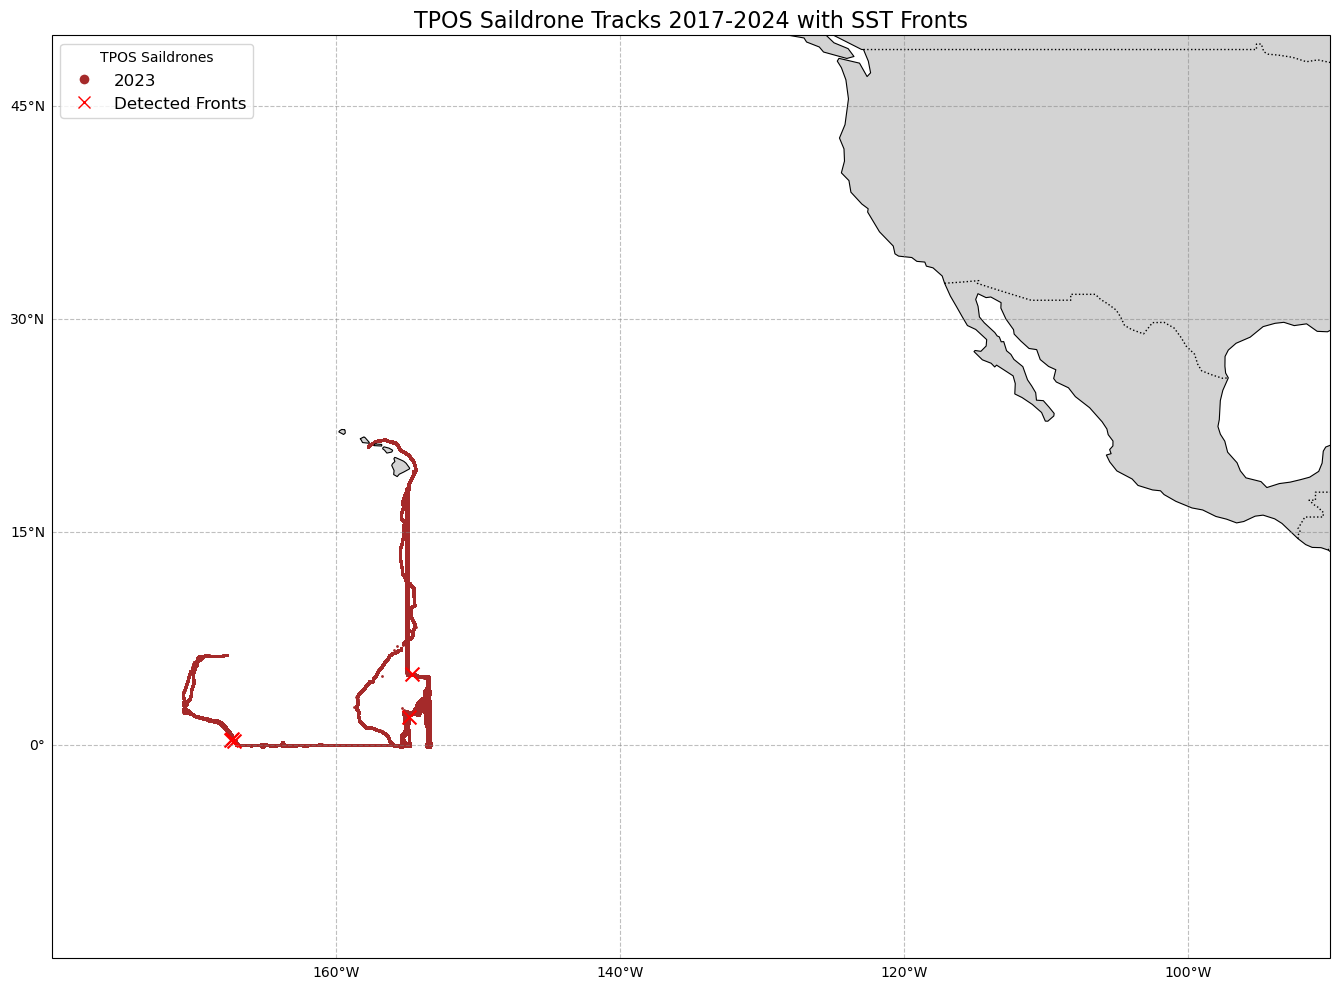 TPOS Saildrone Tracks 2017-2024 with SST Fronts
TPOS Saildrones
2023
Detected Fronts
45°N
30°N
15°N
0°
160°W
140°W
120°W
100°W